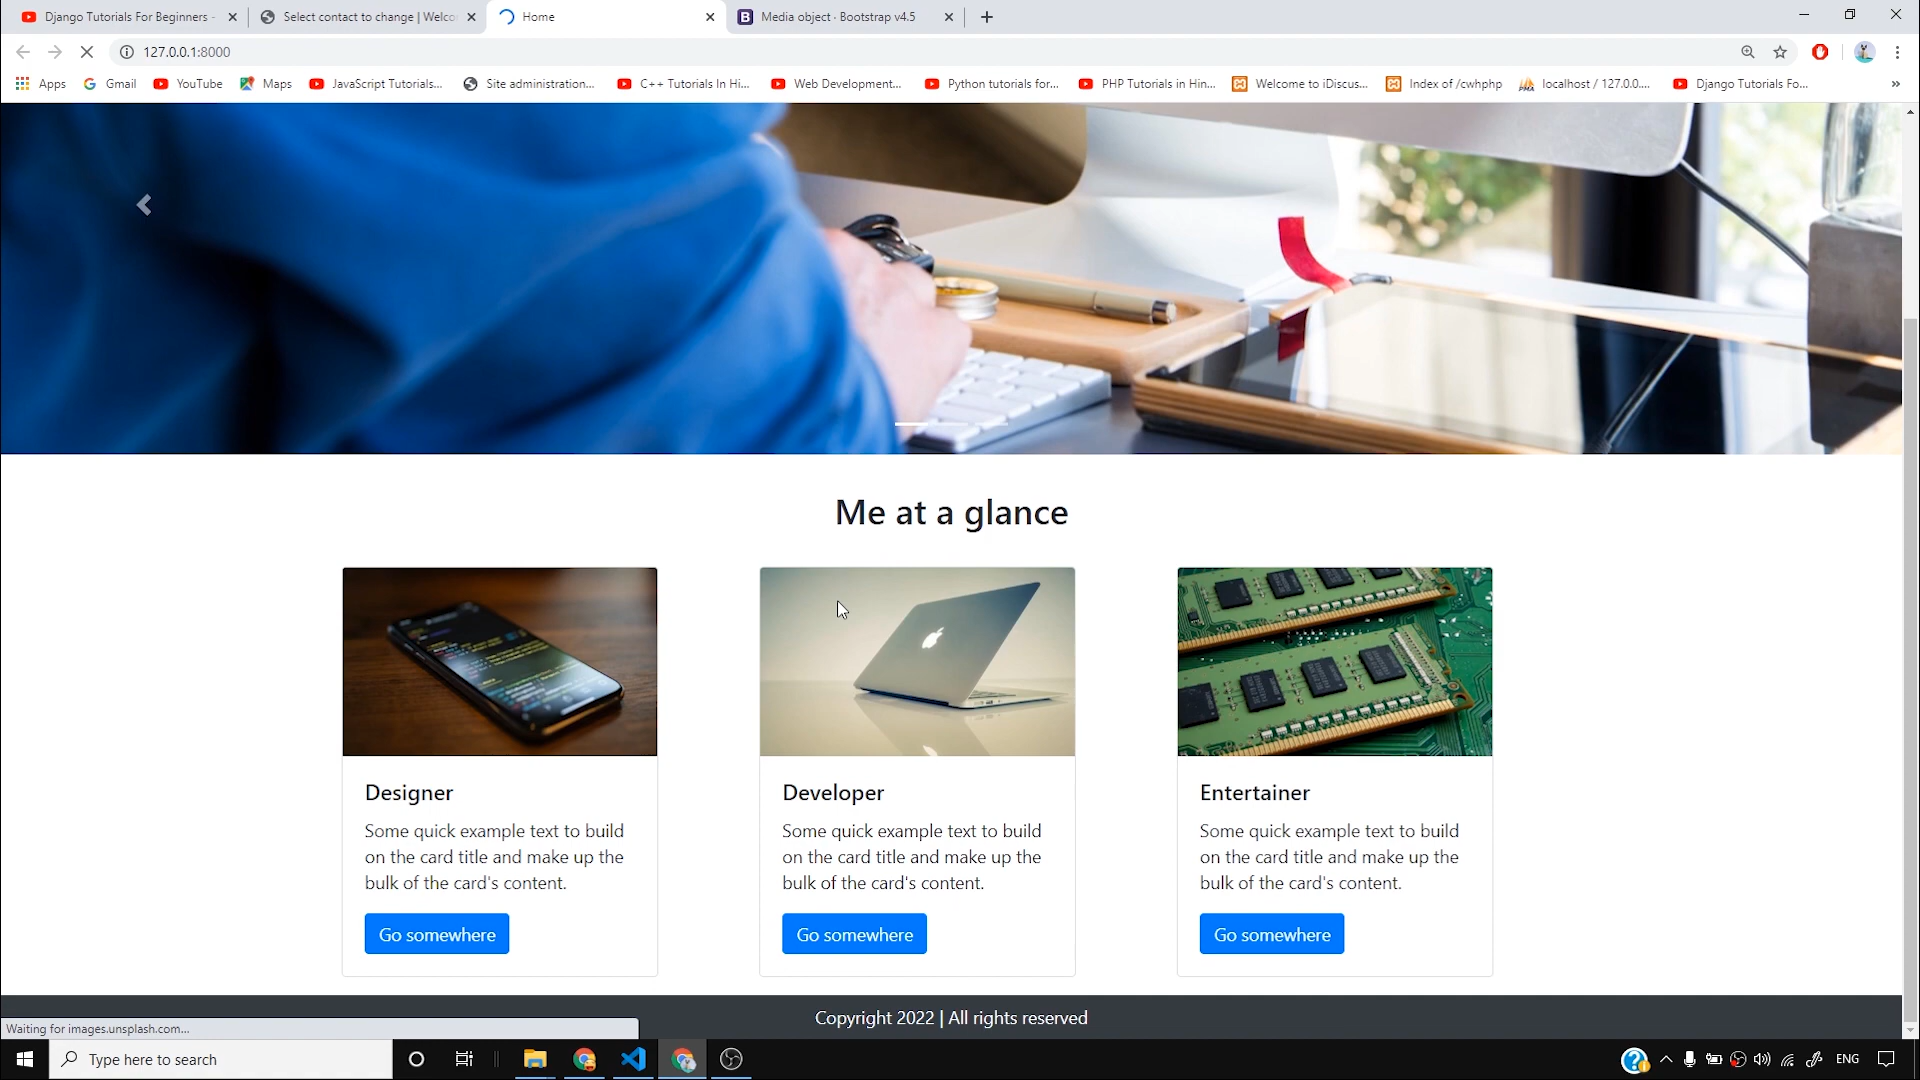 Django Tutorials For Beginners -
Select contact to change | Welco
Home
Media object · Bootstrap v4.5
127.0.0.1:8000
Apps
Gmail
YouTube
Maps
JavaScript Tutorials...
Site administration...
C++ Tutorials In Hi...
Web Development...
Python tutorials for...
PHP Tutorials in Hin...
Welcome to iDiscus...
Index of /cwhphp
localhost / 127.0.0....
Django Tutorials Fo...
Me at a glance
Designer
Some quick example text to build
on the card title and make up the
bulk of the card's content.
Go somewhere
Developer
Some quick example text to build
on the card title and make up the
bulk of the card's content.
Go somewhere
Entertainer
Some quick example text to build
on the card title and make up the
bulk of the card's content.
Go somewhere
Copyright 2022 | All rights reserved
Waiting for images.unsplash.com...
Type here to search
ENG